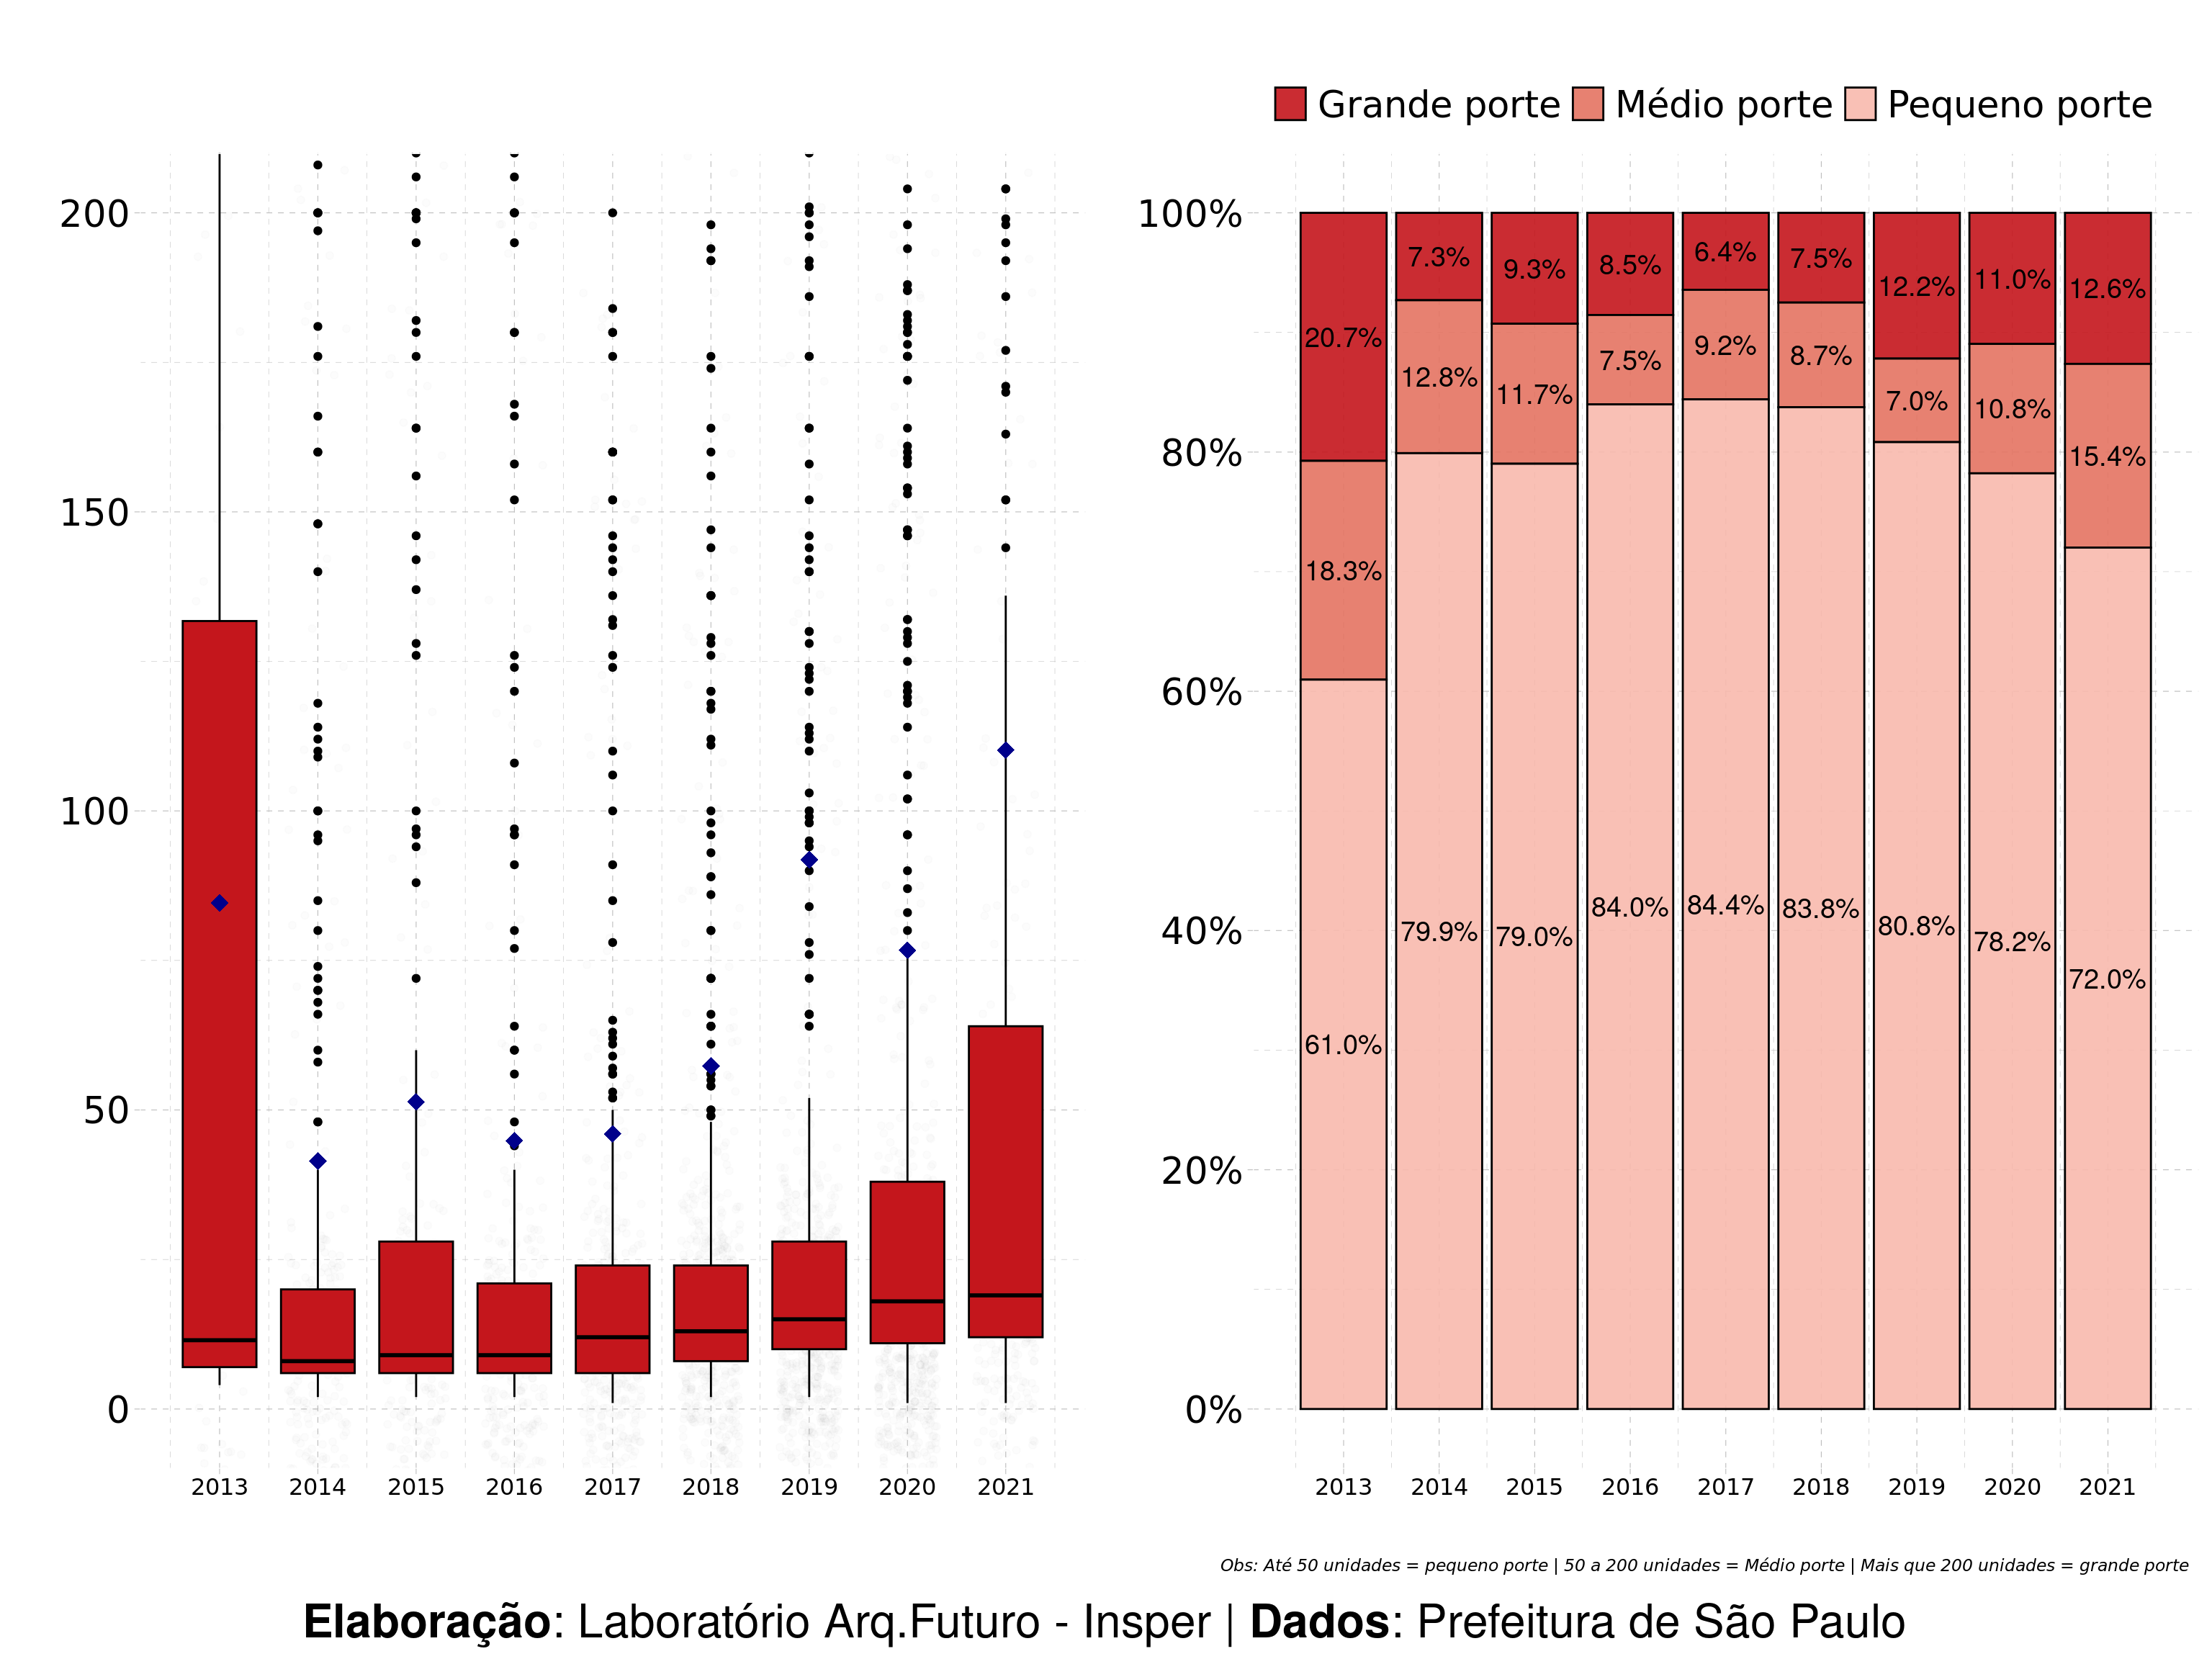 Grande porte Médio porte Pequeno porte
200
150
100
50
0
2013 2014 2015 2016 2017 2018 2019 2020 2021
100%
80%
60%
40%
20%
0%
20.7% 7.3% 9.3% 8.5% 6.4% 7.5% 12.2% 11.0% 12.6%
18.3% 12.8% 11.7% 7.5% 9.2% 8.7% 7.0% 10.8% 15.4%
61.0% 79.9% 79.0% 84.0% 84.4% 83.8% 80.8% 78.2% 72.0%
2013 2014 2015 2016 2017 2018 2019 2020 2021
Obs: Até 50 unidades = pequeno porte | 50 a 200 unidades = Médio porte | Mais que 200 unidades = grande porte
Elaboração: Laboratório Arq.Futuro - Insper | Dados: Prefeitura de São Paulo